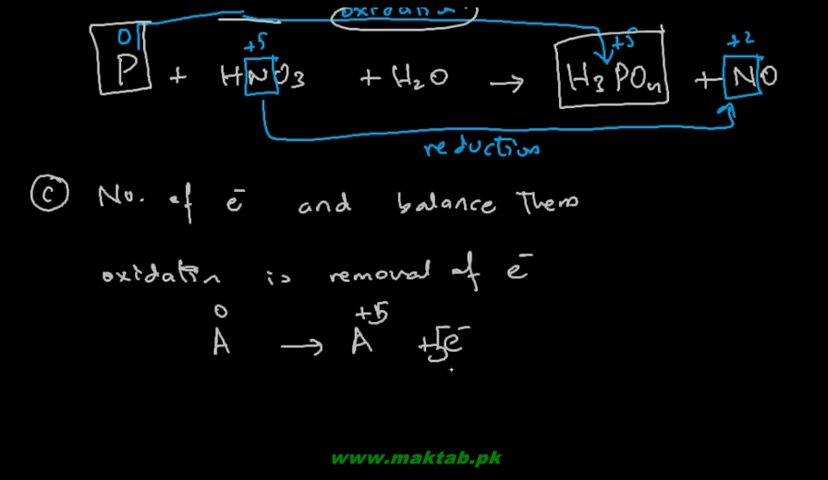 oxidation
0 +5 +5 +2
P + HNO3 + H2O → H3PO4 + NO
reduction
(C) No. of e⁻ and balance Them
oxidation is removal of e⁻
0 +5
A → A + 5e⁻
www.maktab.pk